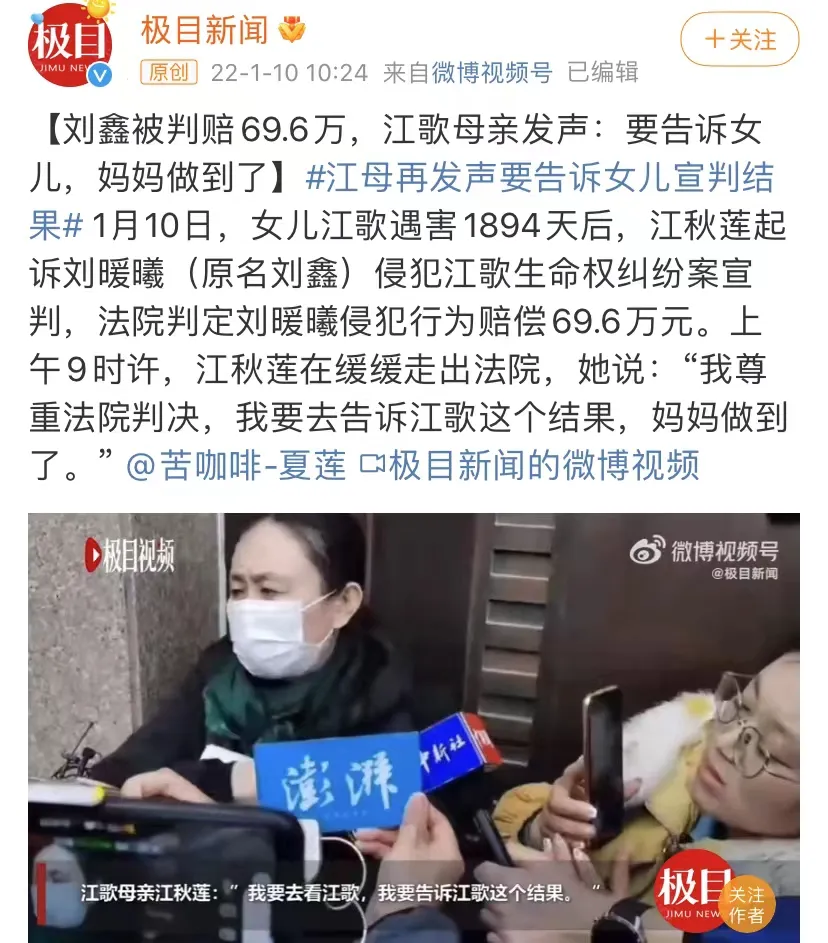 极目
JIMU NEWS
极目新闻
+关注
原创 22-1-10 10:24 来自微博视频号 已编辑
【刘鑫被判赔69.6万，江歌母亲发声：要告诉女
儿，妈妈做到了】#江母再发声要告诉女儿宣判结
果# 1月10日，女儿江歌遇害1894天后，江秋莲起
诉刘暖曦（原名刘鑫）侵犯江歌生命权纠纷案宣
判，法院判定刘暖曦侵犯行为赔偿69.6万元。上
午9时许，江秋莲在缓缓走出法院，她说：“我尊
重法院判决，我要去告诉江歌这个结果，妈妈做到
了。” @苦咖啡-夏莲 极目新闻的微博视频
极目视频
微博视频号
@极目新闻
澎湃
中新社
江歌母亲江秋莲：”我要去看江歌，我要告诉江歌这个结果。“
极目
JIMU NEW
关注
作者